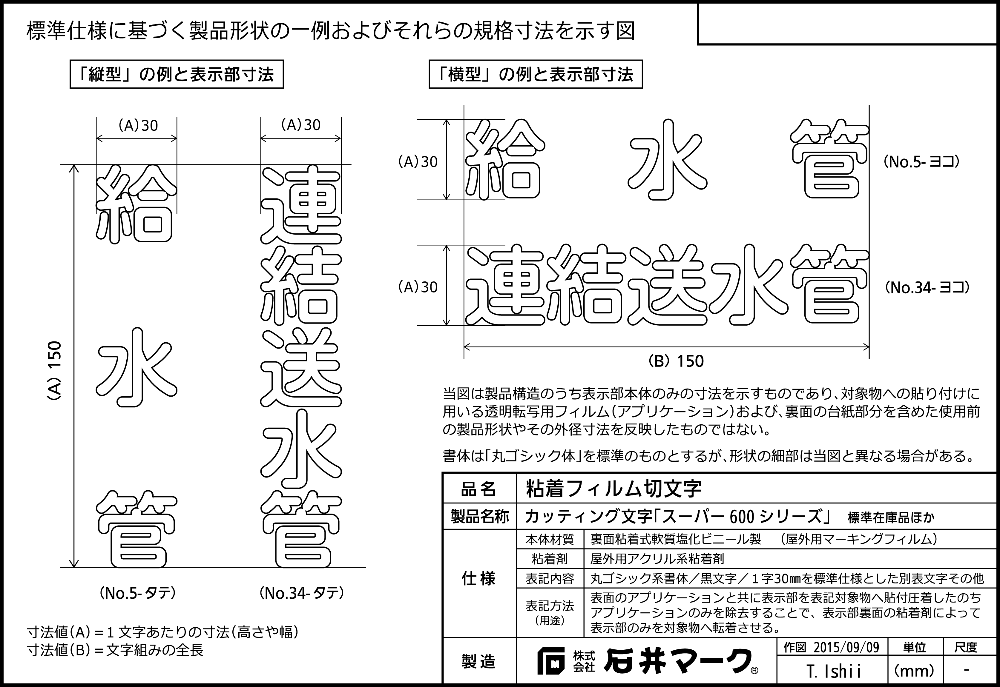 標準仕様に基づく製品形状の一例およびそれらの規格寸法を示す図
「縦型」の例と表示部寸法
(A)30
(A)30
(A) 150
給水管
連結送水管
(No.5-タテ)
(No.34-タテ)
寸法値(A)=1 文字あたりの寸法(高さや幅)
寸法値(B)=文字組みの全長
「横型」の例と表示部寸法
(A)30
給 水 管
(No.5-ヨコ)
(A)30
連結送水管
(No.34-ヨコ)
(B) 150
当図は製品構造のうち表示部本体のみの寸法を示すものであり、対象物への貼り付けに
用いる透明転写用フィルム(アプリケーション)および、裏面の台紙部分を含めた使用前
の製品形状やその外径寸法を反映したものではない。
書体は「丸ゴシック体」を標準のものとするが、形状の細部は当図と異なる場合がある。
品名 粘着フィルム切文字
製品名称 カッティング文字「スーパー 600 シリーズ」 標準在庫品ほか
仕様
本体材質 裏面粘着式軟質塩化ビニール製 (屋外用マーキングフィルム)
粘着剤 屋外用アクリル系粘着剤
表記内容 丸ゴシック系書体/黒文字/1字30㎜を標準仕様とした別表文字その他
表記方法
(用途)
表面のアプリケーションと共に表示部を表記対象物へ貼付圧着したのち
アプリケーションのみを除去することで、表示部裏面の粘着剤によって
表示部のみを対象物へ転着させる。
製造
M 株式会社 石井マーク®
作図 2015/09/09 単位 尺度
T. Ishii (mm) -